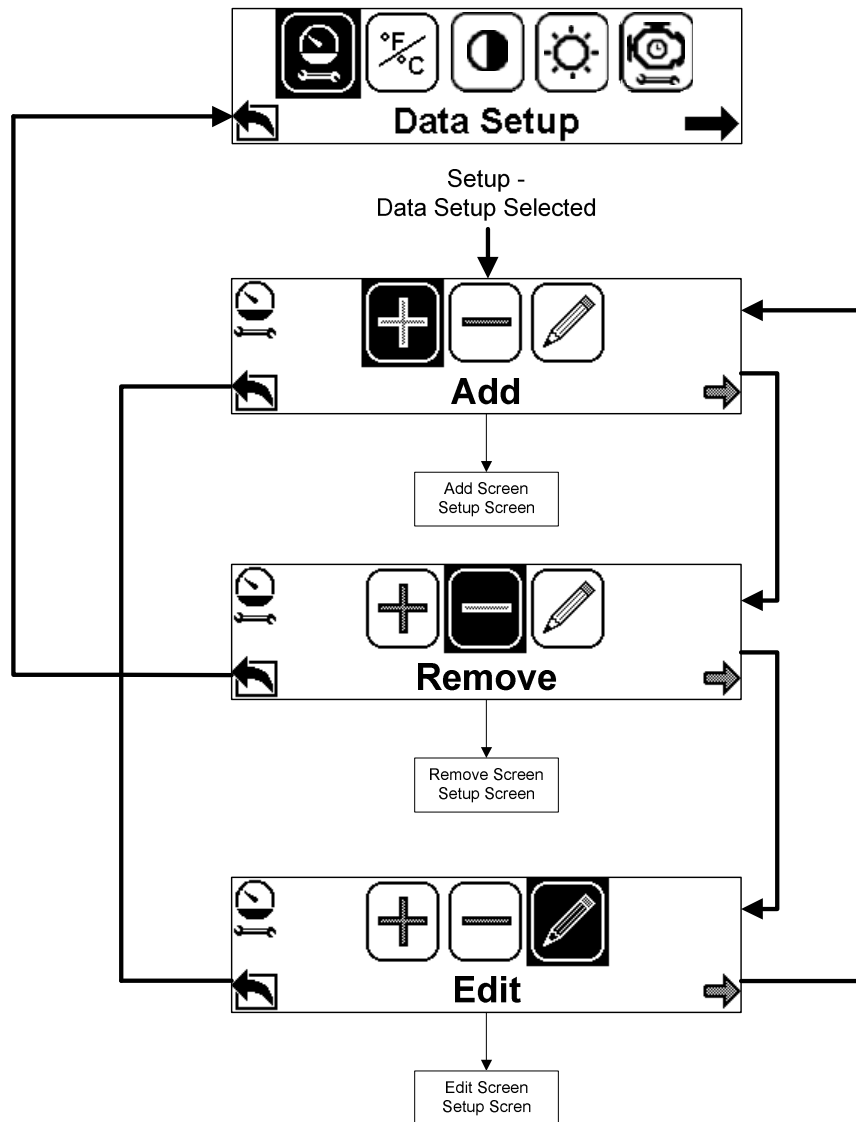 °F
°C
Data Setup
Setup -
Data Setup Selected
Add
Add Screen
Setup Screen
Remove
Remove Screen
Setup Screen
Edit
Edit Screen
Setup Scren